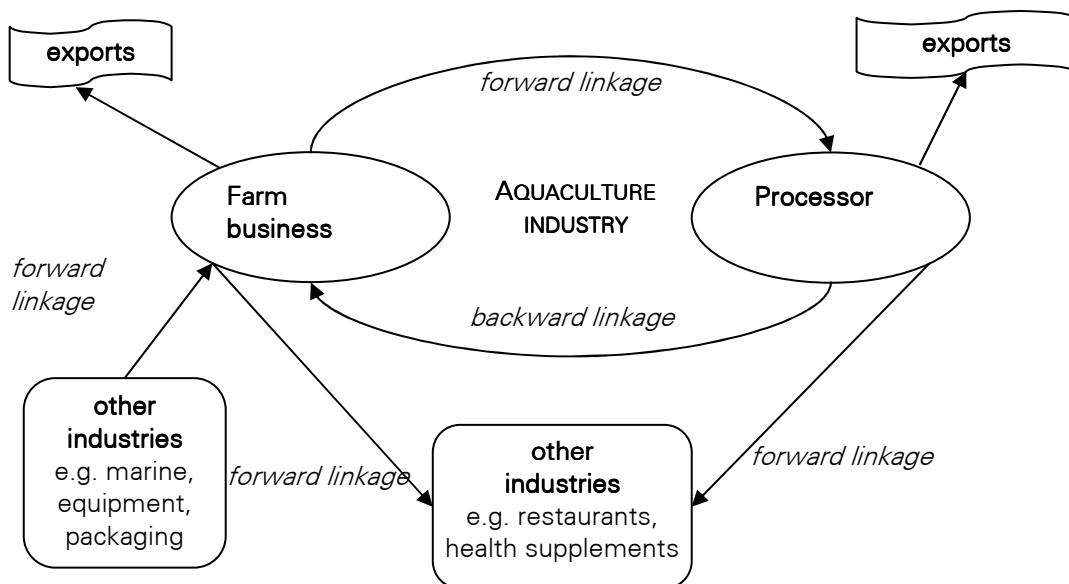 exports
exports
forward linkage
Farm
business
AQUACULTURE
INDUSTRY
Processor
forward
linkage
backward linkage
other
industries
e.g. marine,
equipment,
packaging
forward linkage
other
industries
e.g. restaurants,
health supplements
forward linkage